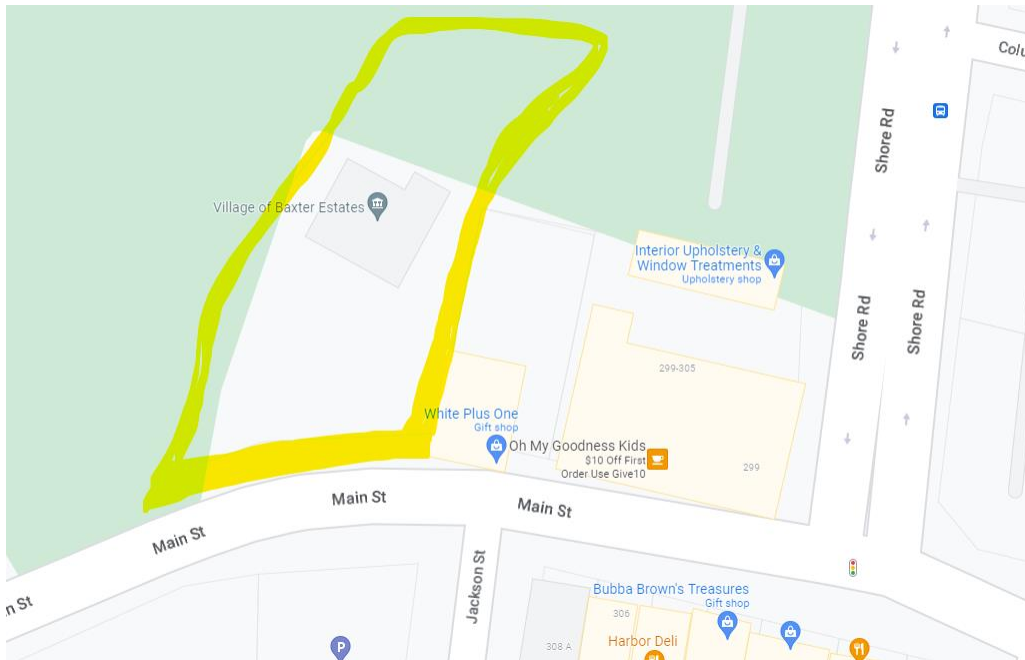 Colu
Shore Rd
Village of Baxter Estates
Interior Upholstery &
Window Treatments
Upholstery shop
Shore Rd
Shore Rd
299-305
White Plus One
Gift shop
Oh My Goodness Kids
$10 Off First
Order Use Give10
299
Main St
Main St
Main St
n St
Jackson St
Bubba Brown's Treasures
Gift shop
306
308 A
Harbor Deli
P